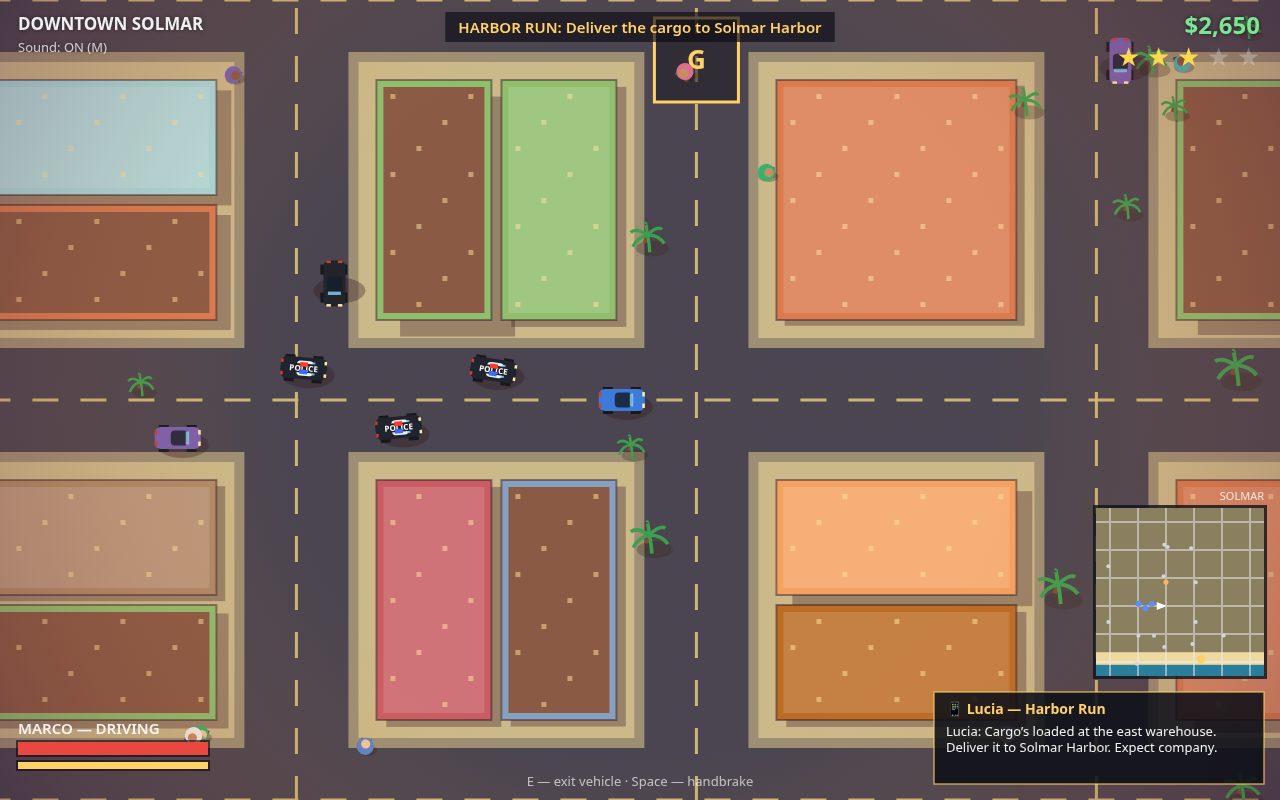 DOWNTOWN SOLMAR
Sound: ON (M)
HARBOR RUN: Deliver the cargo to Solmar Harbor
$2,650
G
POLICE
POLICE
POLICE
SOLMAR
Lucia — Harbor Run
Lucia: Cargo's loaded at the east warehouse.
Deliver it to Solmar Harbor. Expect company.
MARCO — DRIVING
E — exit vehicle · Space — handbrake